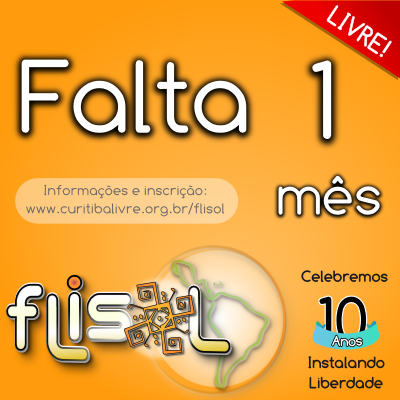 LIVRE!
Falta 1
mês
Informações e inscrição:
www.curitibalivre.org.br/flisol
flisol
Celebremos
10
Anos
Instalando
Liberdade